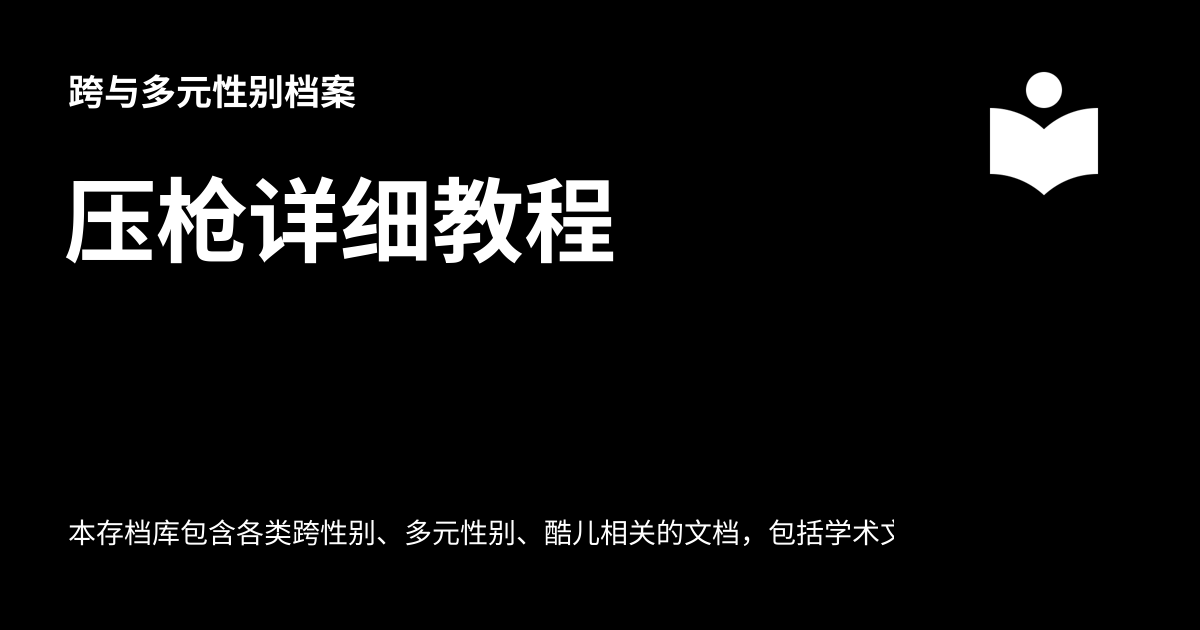 跨与多元性别档案
压枪详细教程
本存档库包含各类跨性别、多元性别、酷儿相关的文档，包括学术